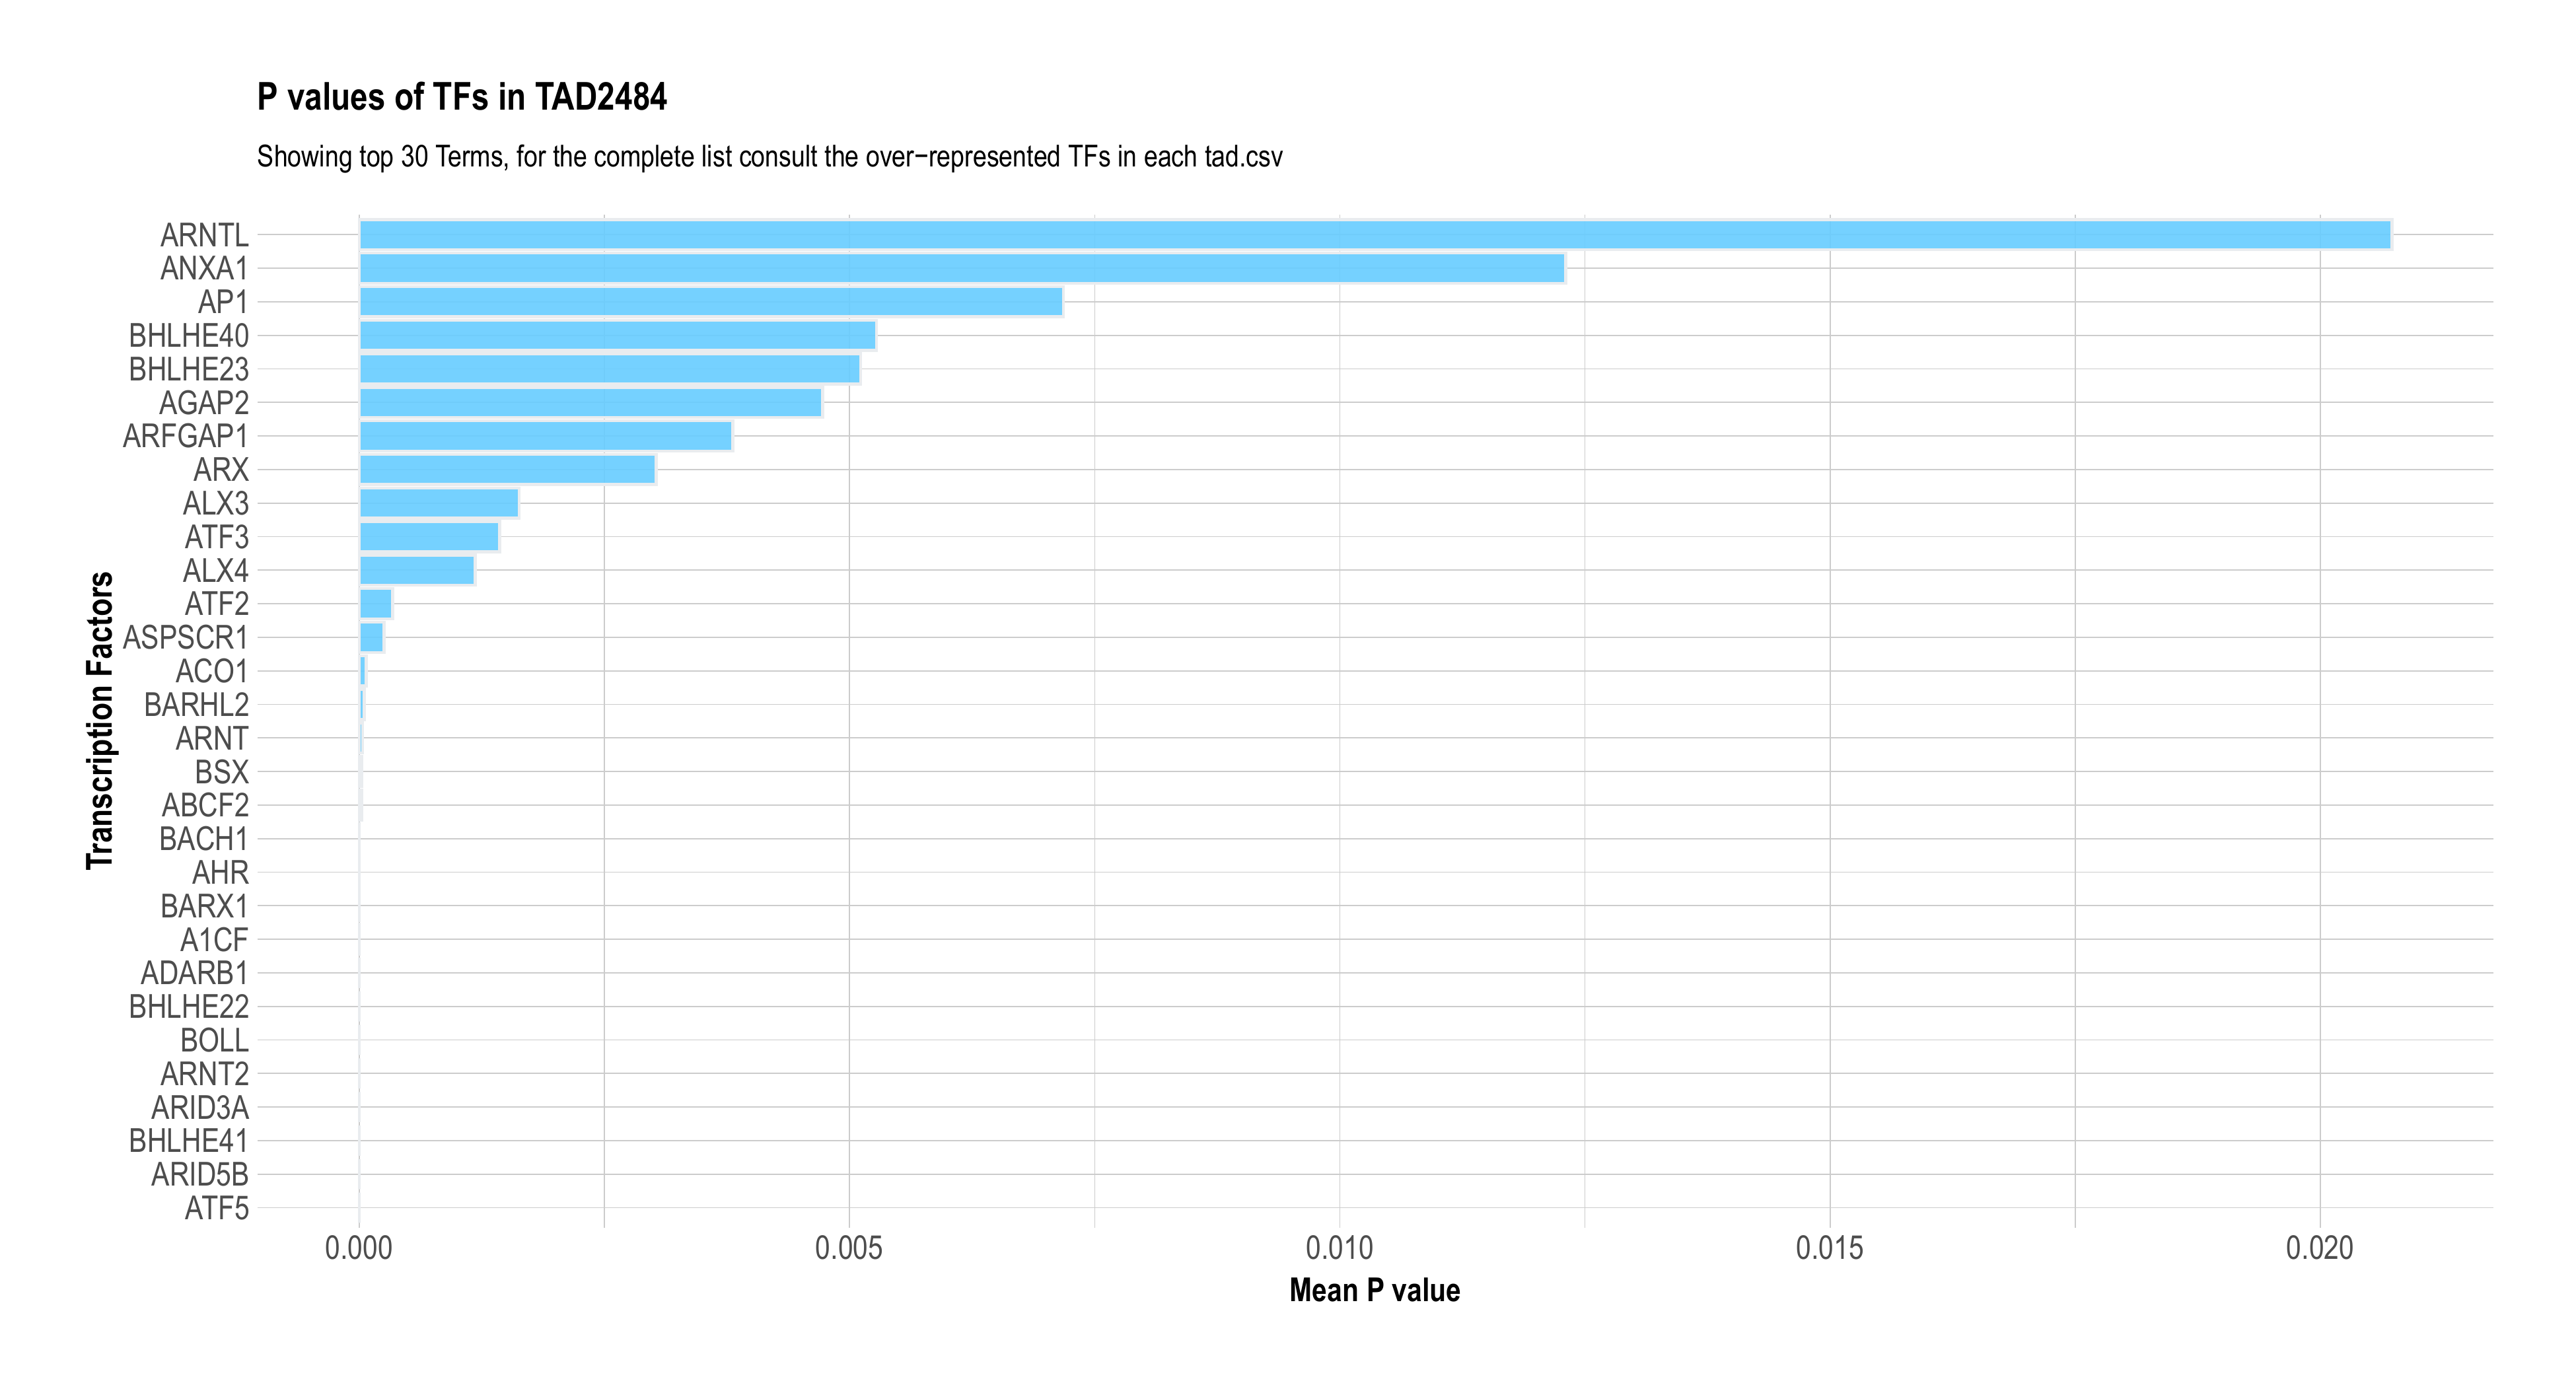 P values of TFs in TAD2484
Showing top 30 Terms, for the complete list consult the over−represented TFs in each tad.csv
Transcription Factors
ARNTL
ANXA1
AP1
BHLHE40
BHLHE23
AGAP2
ARFGAP1
ARX
ALX3
ATF3
ALX4
ATF2
ASPSCR1
ACO1
BARHL2
ARNT
BSX
ABCF2
BACH1
AHR
BARX1
A1CF
ADARB1
BHLHE22
BOLL
ARNT2
ARID3A
BHLHE41
ARID5B
ATF5
0.000 0.005 0.010 0.015 0.020
Mean P value